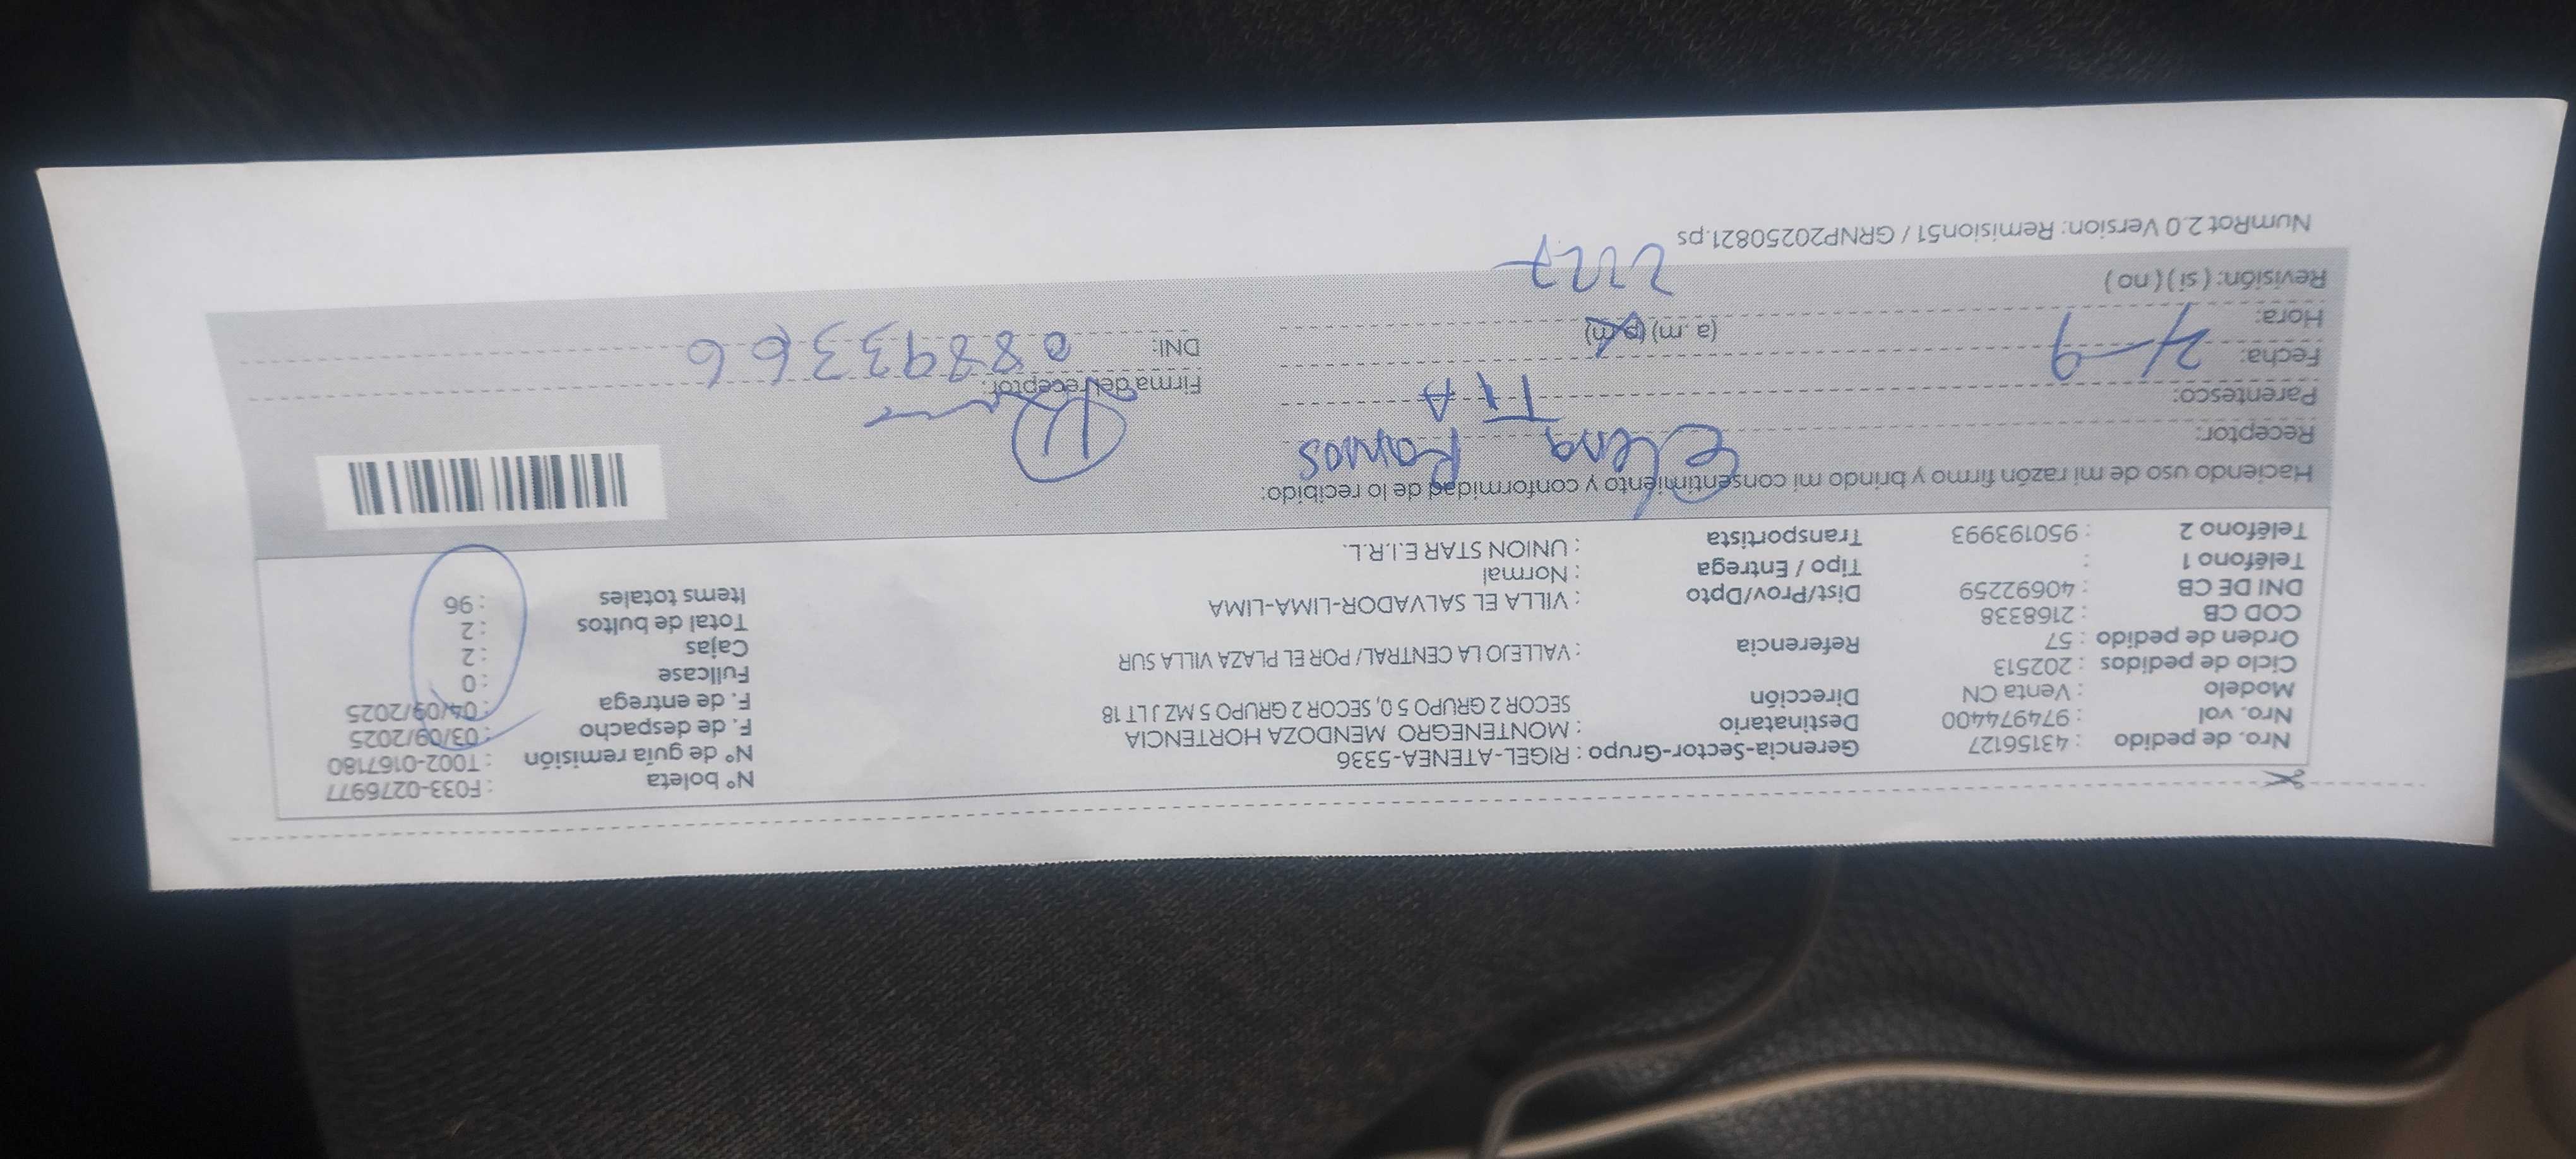 Nro. de pedido : 43156127 Gerencia-Sector-Grupo : RIGEL-ATENEA-5336 N° boleta : F033-0276977
Nro. vol : 974974400 Destinatario : MONTENEGRO MENDOZA HORTENCIA N° de guía remisión : T002-0167180
Modelo : Venta CN Dirección SECOR 2 GRUPO 5 0, SECOR 2 GRUPO 5 MZ J LT 18 F. de despacho : 03/09/2025
Ciclo de pedidos : 202513 F. de entrega : 04/09/2025
Orden de pedido : 57 Referencia : VALLEJO LA CENTRAL/ POR EL PLAZA VILLA SUR Fullcase : 0
COD CB : 2168338 Cajas : 2
DNI DE CB : 40692259 Dist/Prov/Dpto : VILLA EL SALVADOR-LIMA-LIMA Total de bultos : 2
Teléfono 1 : Tipo / Entrega : Normal Items totales : 96
Teléfono 2 : 950193993 Transportista : UNION STAR E.I.R.L.
Haciendo uso de mi razón firmo y brindo mi consentimiento y conformidad de lo recibido:
Receptor: Elena Ramos
Parentesco: TIA Firma del receptor:
Fecha: 4-9 DNI: 08893366
Hora: (a. m) (p. m)
Revisión: ( si ) ( no )
NumRot 2.0 Version: Remision51 / GRNP20250821.ps